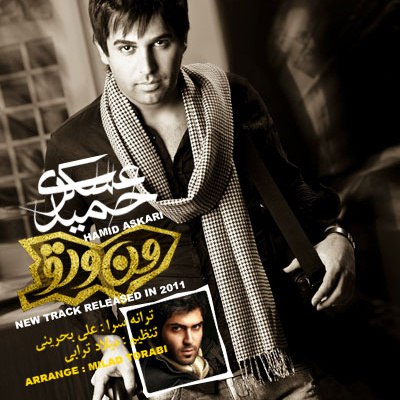 حمید عسکری
HAMID ASKARI
من و تو
NEW TRACK RELEASED IN 2011
ترانه سرا : علی بحرینی
تنظیم : میلاد ترابی
ARRANGE : MILAD TORABI